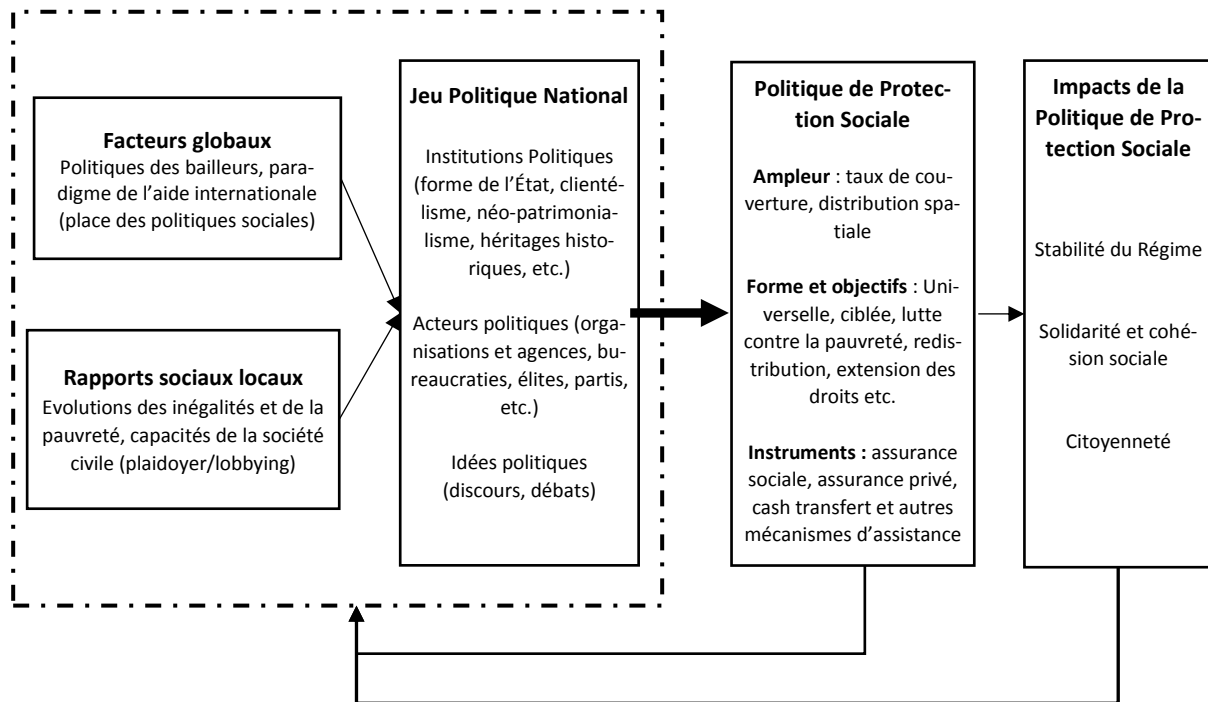 Facteurs globaux
Politiques des bailleurs, para-
digme de l'aide internationale
(place des politiques sociales)
Rapports sociaux locaux
Evolutions des inégalités et de la
pauvreté, capacités de la société
civile (plaidoyer/lobbying)
Jeu Politique National
Institutions Politiques
(forme de l'État, clienté-
lisme, néo-patrimonia-
lisme, héritages histo-
riques, etc.)
Acteurs politiques (orga-
nisations et agences, bu-
reaucraties, élites, partis,
etc.)
Idées politiques
(discours, débats)
Politique de Protec-
tion Sociale
Ampleur : taux de cou-
verture, distribution spa-
tiale
Forme et objectifs : Uni-
verselle, ciblée, lutte
contre la pauvreté, redis-
tribution, extension des
droits etc.
Instruments : assurance
sociale, assurance privé,
cash transfert et autres
mécanismes d'assistance
Impacts de la
Politique de Pro-
tection Sociale
Stabilité du Régime
Solidarité et cohé-
sion sociale
Citoyenneté